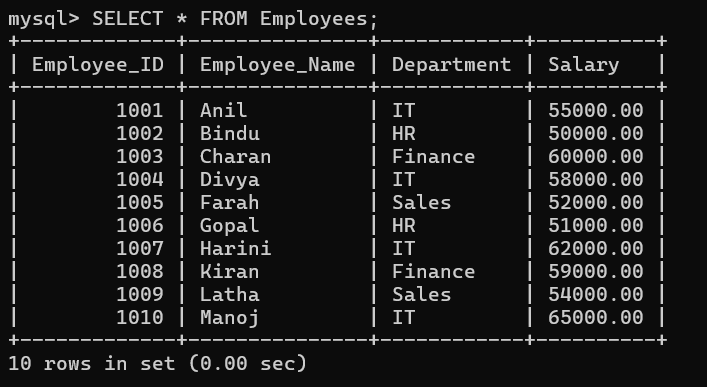 mysql> SELECT * FROM Employees;
+-------------+---------------+------------+----------+
| Employee_ID | Employee_Name | Department | Salary   |
+-------------+---------------+------------+----------+
|        1001 | Anil          | IT         | 55000.00 |
|        1002 | Bindu         | HR         | 50000.00 |
|        1003 | Charan        | Finance    | 60000.00 |
|        1004 | Divya         | IT         | 58000.00 |
|        1005 | Farah         | Sales      | 52000.00 |
|        1006 | Gopal         | HR         | 51000.00 |
|        1007 | Harini        | IT         | 62000.00 |
|        1008 | Kiran         | Finance    | 59000.00 |
|        1009 | Latha         | Sales      | 54000.00 |
|        1010 | Manoj         | IT         | 65000.00 |
+-------------+---------------+------------+----------+
10 rows in set (0.00 sec)